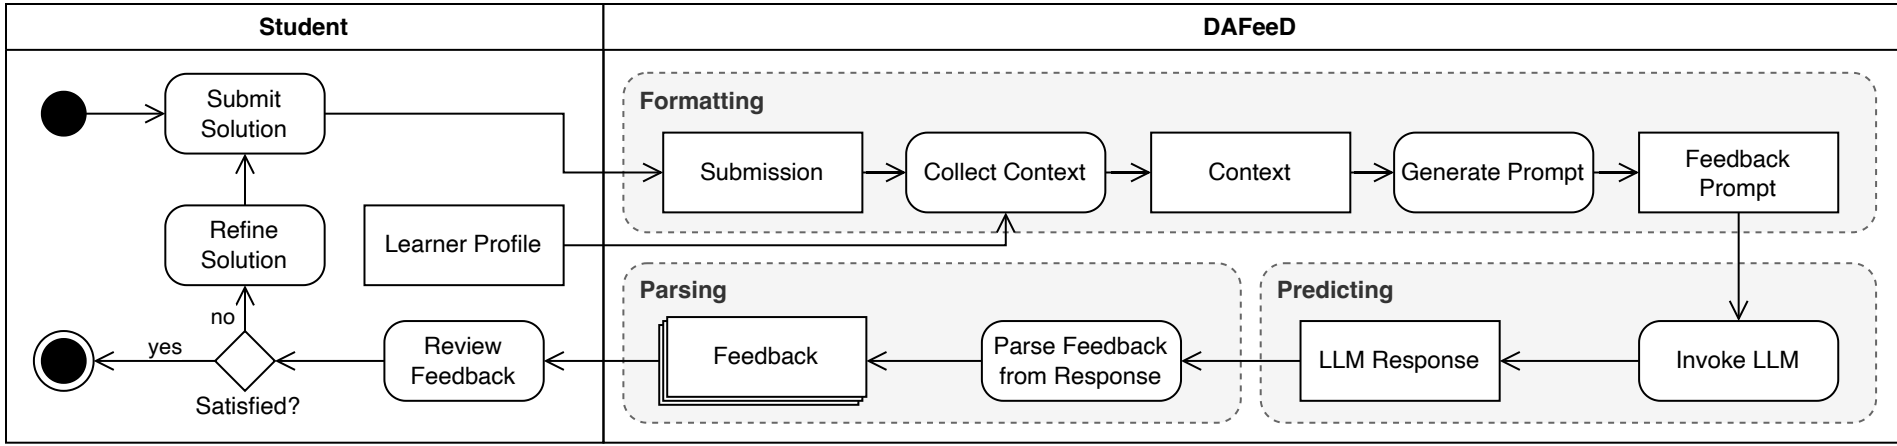 Student
DAFeeD
Submit
Solution
Formatting
Submission
Collect Context
Context
Generate Prompt
Feedback
Prompt
Refine
Solution
Learner Profile
no
Parsing
Predicting
yes
Satisfied?
Review
Feedback
Feedback
Parse Feedback
from Response
LLM Response
Invoke LLM